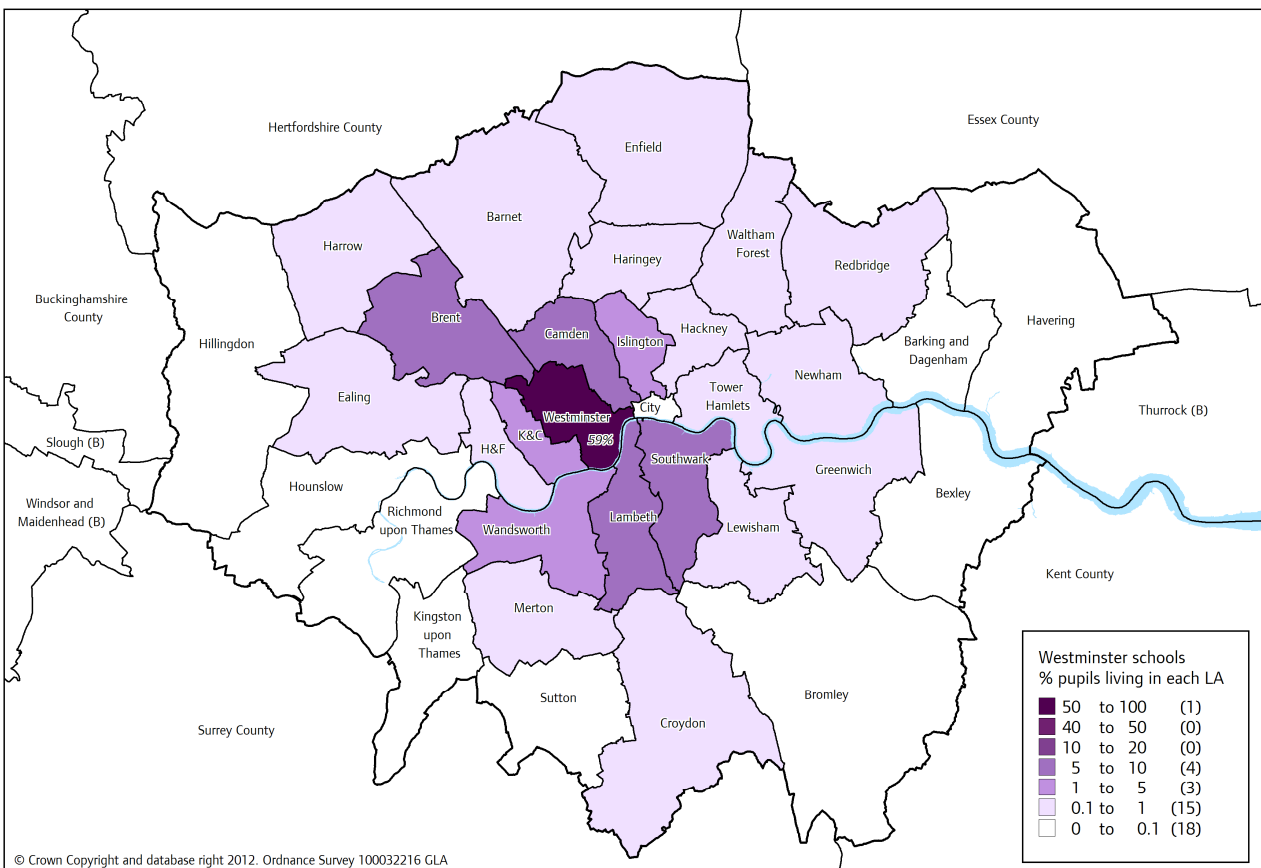 Hertfordshire County
Essex County
Enfield
Barnet
Harrow
Waltham
Forest
Haringey
Redbridge
Buckinghamshire
County
Hillingdon
Brent
Camden
Islington
Hackney
Barking and
Dagenham
Havering
Ealing
Newham
Tower
Hamlets
City
Westminster
59%
K&C
H&F
Thurrock (B)
Slough (B)
Southwark
Greenwich
Hounslow
Windsor and
Maidenhead (B)
Bexley
Richmond
upon Thames
Wandsworth
Lambeth
Lewisham
Kent County
Merton
Kingston
upon
Thames
Sutton
Bromley
Croydon
Surrey County
Westminster schools
% pupils living in each LA
50 to 100 (1)
40 to 50 (0)
10 to 20 (0)
5 to 10 (4)
1 to 5 (3)
0.1 to 1 (15)
0 to 0.1 (18)
© Crown Copyright and database right 2012. Ordnance Survey 100032216 GLA